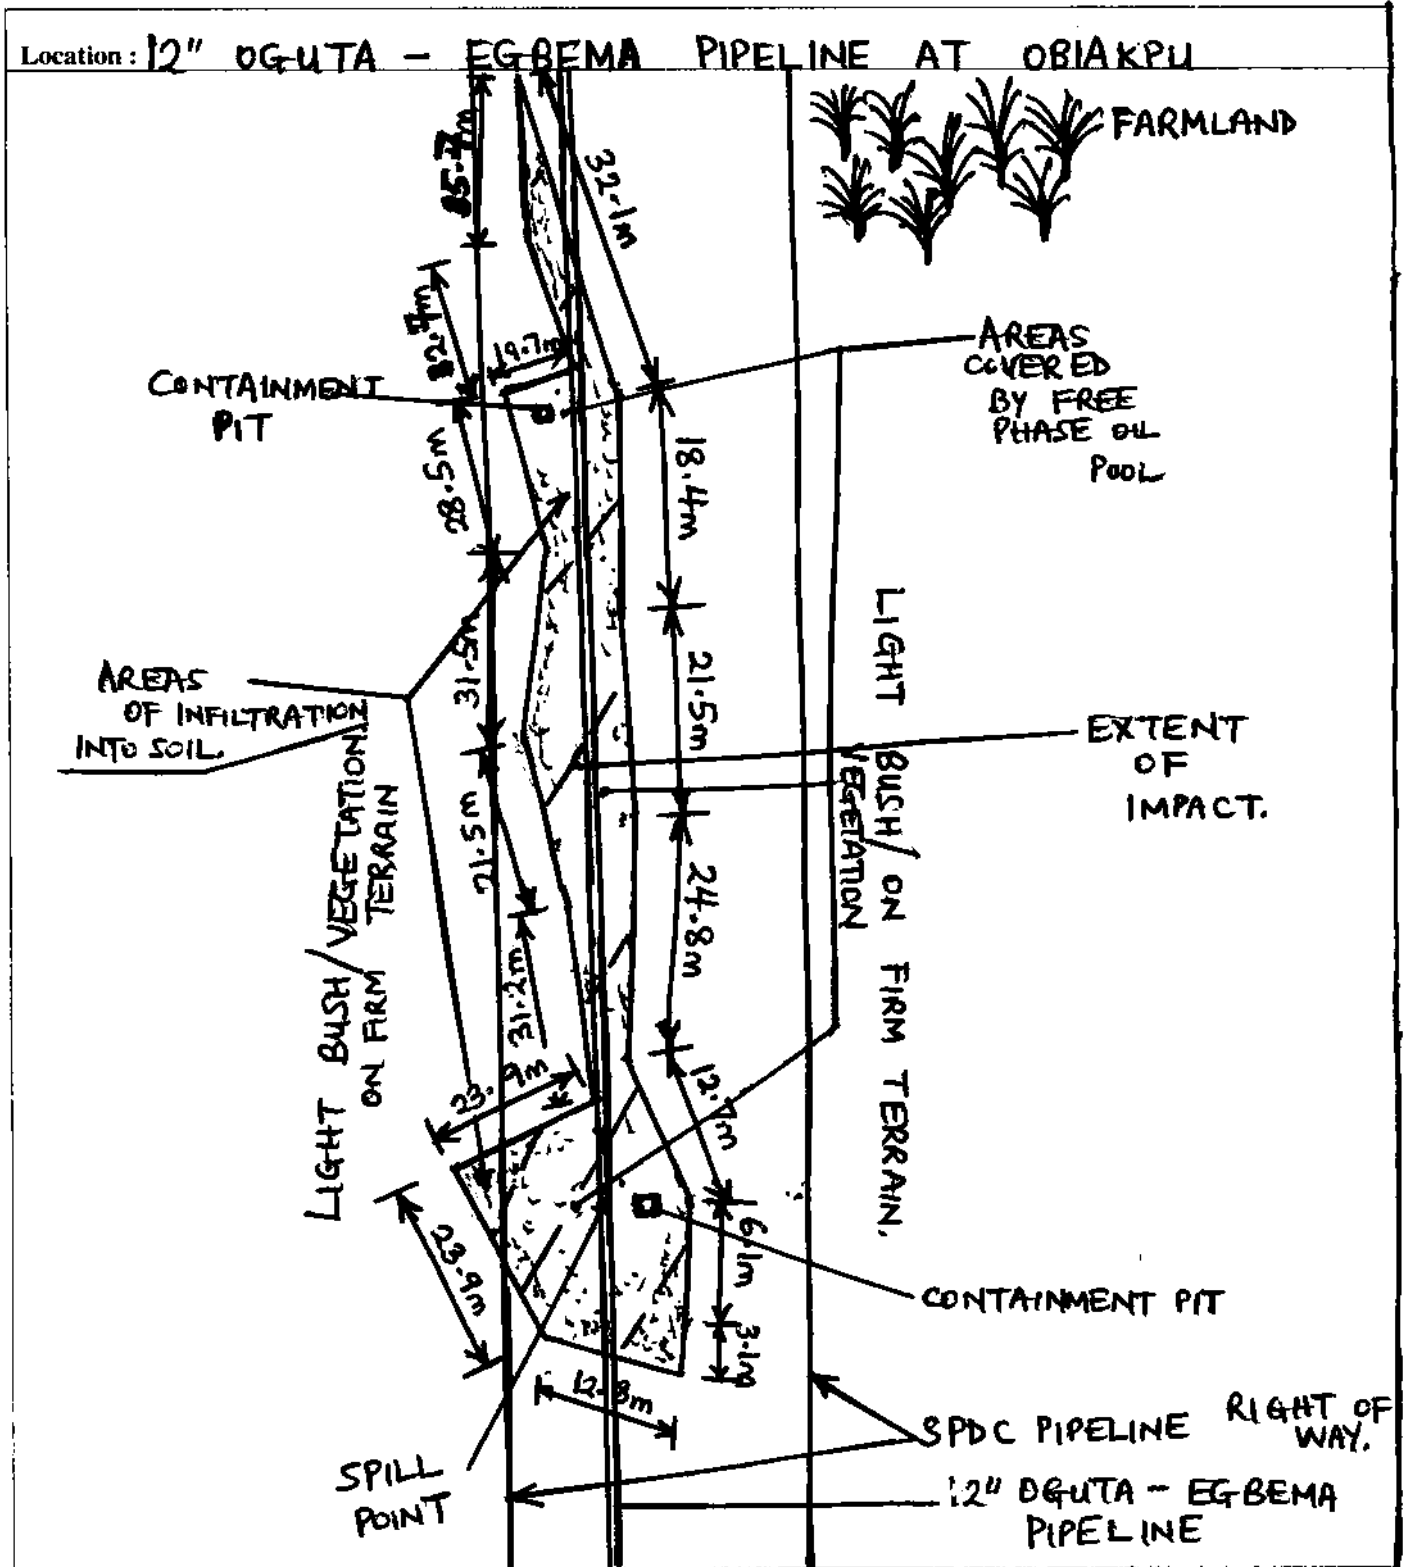 Location : 12" OGUTA - EGBEMA PIPELINE AT OBIAKPU
FARMLAND
32.1m
19.7m
CONTAINMENT
PIT
AREAS
COVERED
BY FREE
PHASE OIL
POOL
28.5m
18.4m
31.5m
21.5m
AREAS
OF INFILTRATION
INTO SOIL.
LIGHT BUSH/VEGETATION
ON FIRM TERRAIN
LIGHT BUSH/ ON FIRM TERRAIN.
VEGETATION
EXTENT
OF
IMPACT.
21.5m
24.8m
31.2m
23.9m
23.9m
6.1m
3.1m
12.8m
CONTAINMENT PIT
SPILL
POINT
SPDC PIPELINE RIGHT OF
WAY.
12" OGUTA - EGBEMA
PIPELINE